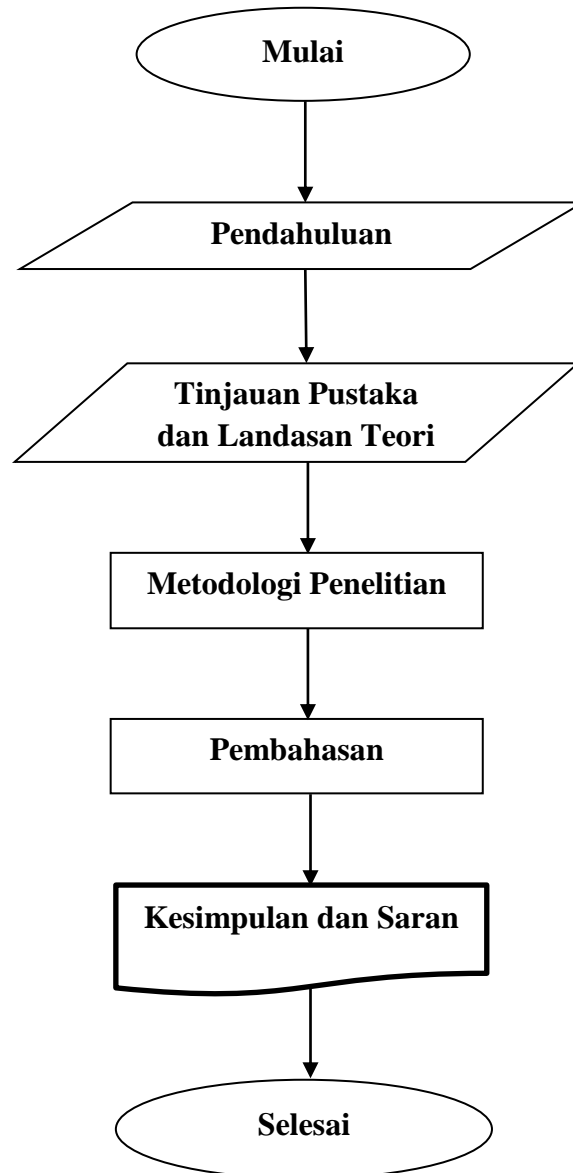 Mulai
Pendahuluan
Tinjauan Pustaka
dan Landasan Teori
Metodologi Penelitian
Pembahasan
Kesimpulan dan Saran
Selesai